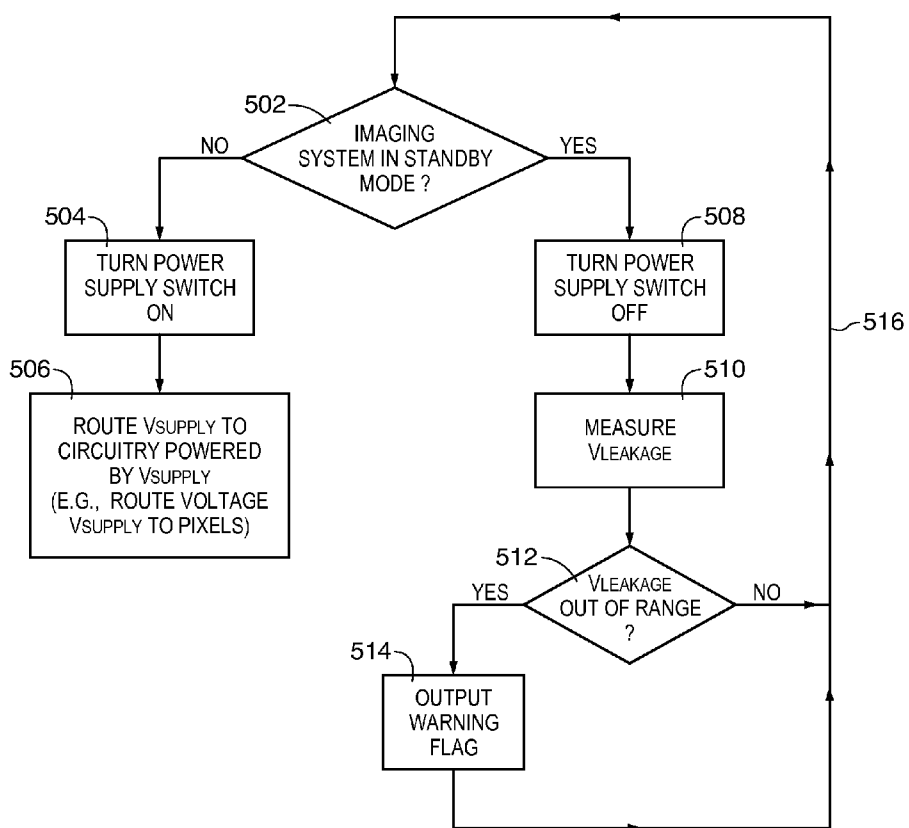 502
IMAGING
SYSTEM IN STANDBY
MODE ?
NO
YES
504
TURN POWER
SUPPLY SWITCH
ON
508
TURN POWER
SUPPLY SWITCH
OFF
516
506
ROUTE VSUPPLY TO
CIRCUITRY POWERED
BY VSUPPLY
(E.G., ROUTE VOLTAGE
VSUPPLY TO PIXELS)
510
MEASURE
VLEAKAGE
512
VLEAKAGE
OUT OF RANGE
?
YES
NO
514
OUTPUT
WARNING
FLAG